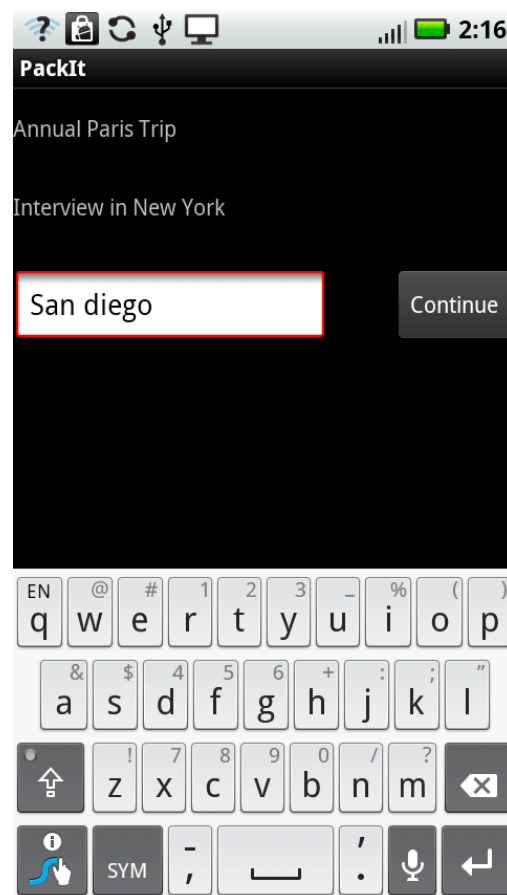 2:16
PackIt
Annual Paris Trip
Interview in New York
San diego Continue
EN @ # 1 2 3 _ % ( )
q w e r t y u i o p
& $ 4 5 6 + : ; ”
a s d f g h j k l
! 7 8 9 0 / ?
z x c v b n m
SYM - , ' .